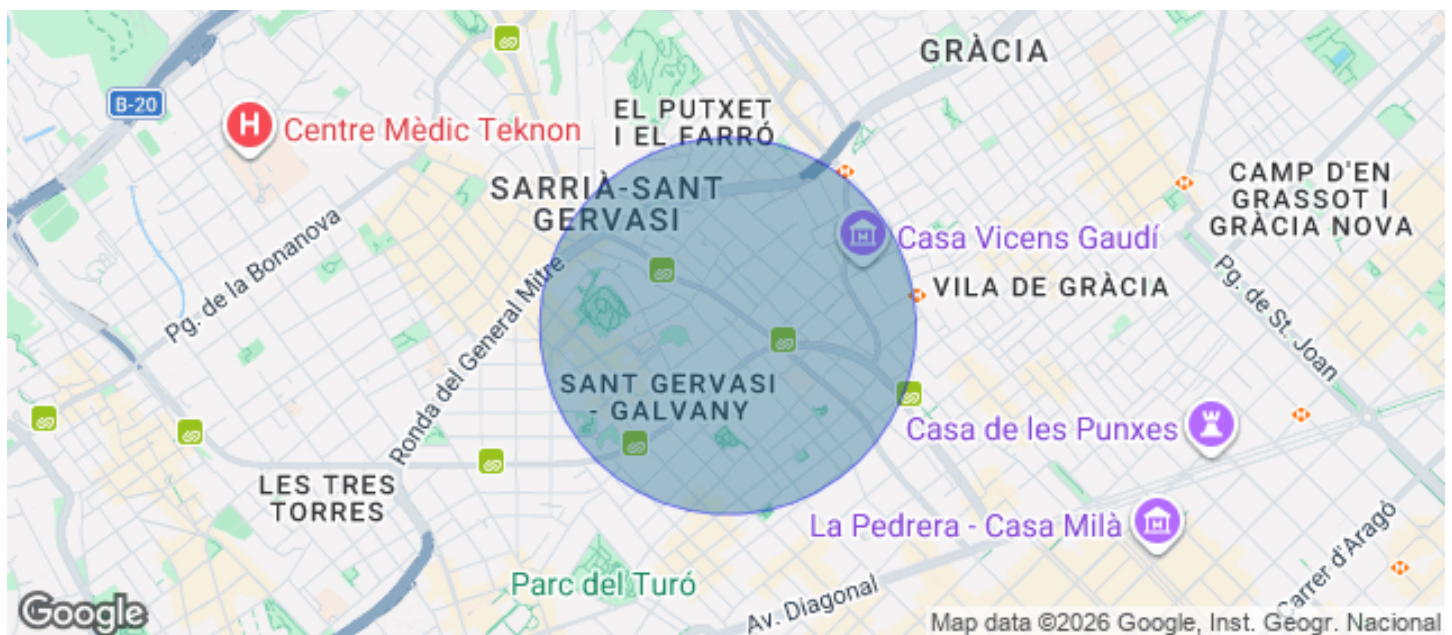 GRÀCIA
B-20
H
Centre Mèdic Teknon
EL PUTXET
I EL FARRÓ
SARRIÀ-SANT
GERVASI
CAMP D'EN
GRASSOT I
GRÀCIA NOVA
Casa Vicens Gaudí
Pg. de la Bonanova
VILA DE GRÀCIA
Ronda del General Mitre
Pg. de St. Joan
SANT GERVASI
- GALVANY
Casa de les Punxes
LES TRES
TORRES
La Pedrera - Casa Milà
Carrer d'Aragó
Parc del Turó
Av. Diagonal
Google
Map data ©2026 Google, Inst. Geogr. Nacional